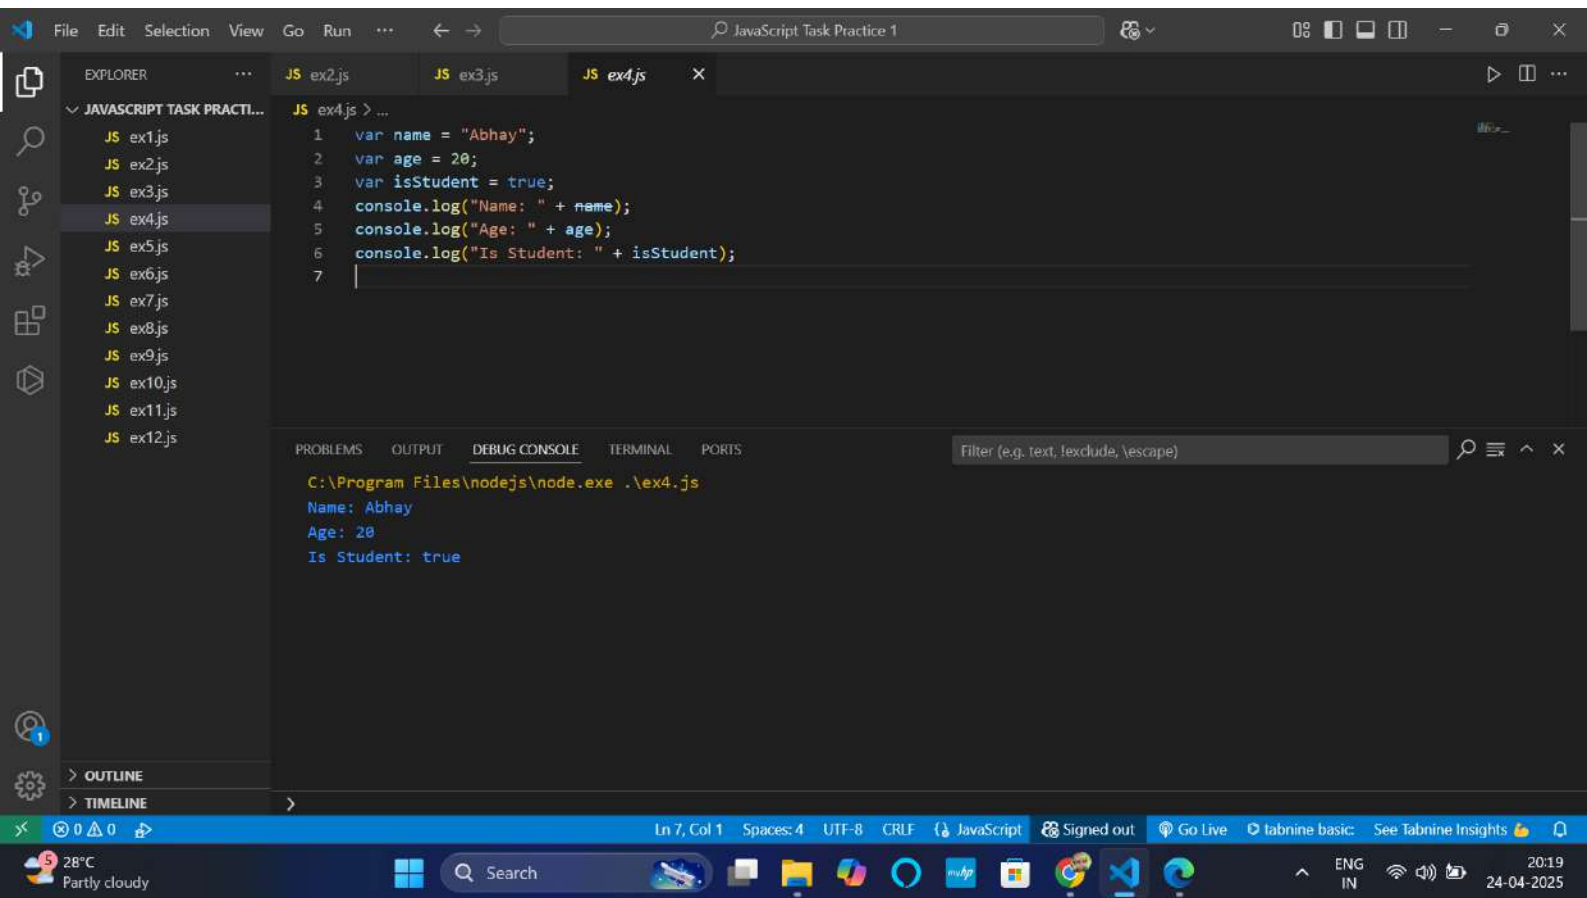 File Edit Selection View Go Run ··· JavaScript Task Practice 1
EXPLORER ···
JAVASCRIPT TASK PRACTI...
JS ex1.js
JS ex2.js
JS ex3.js
JS ex4.js
JS ex5.js
JS ex6.js
JS ex7.js
JS ex8.js
JS ex9.js
JS ex10.js
JS ex11.js
JS ex12.js
OUTLINE
TIMELINE
JS ex2.js JS ex3.js JS ex4.js
JS ex4.js > ...
1 var name = "Abhay";
2 var age = 20;
3 var isStudent = true;
4 console.log("Name: " + name);
5 console.log("Age: " + age);
6 console.log("Is Student: " + isStudent);
7
PROBLEMS OUTPUT DEBUG CONSOLE TERMINAL PORTS Filter (e.g. text, !exclude, \escape)
C:\Program Files\nodejs\node.exe .\ex4.js
Name: Abhay
Age: 20
Is Student: true
>
1
0 0 Ln 7, Col 1 Spaces: 4 UTF-8 CRLF {} JavaScript Signed out Go Live tabnine basic: See Tabnine Insights
5 28°C
Partly cloudy
Search
myhp
ENG
IN
20:19
24-04-2025